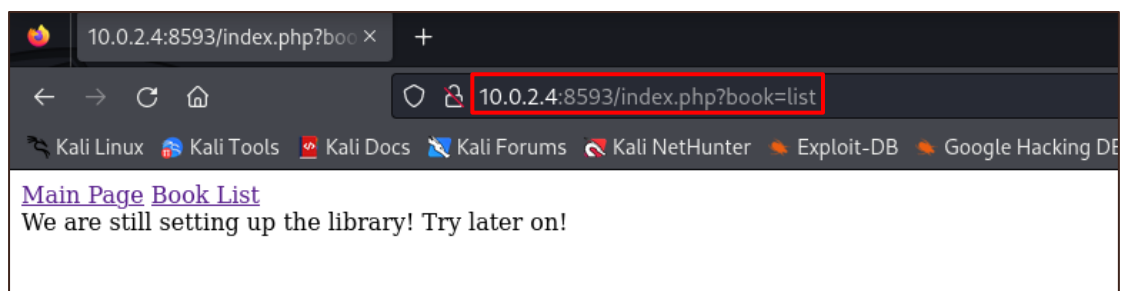 10.0.2.4:8593/index.php?boo
10.0.2.4:8593/index.php?book=list
Kali Linux Kali Tools Kali Docs Kali Forums Kali NetHunter Exploit-DB Google Hacking DE
Main Page Book List
We are still setting up the library! Try later on!